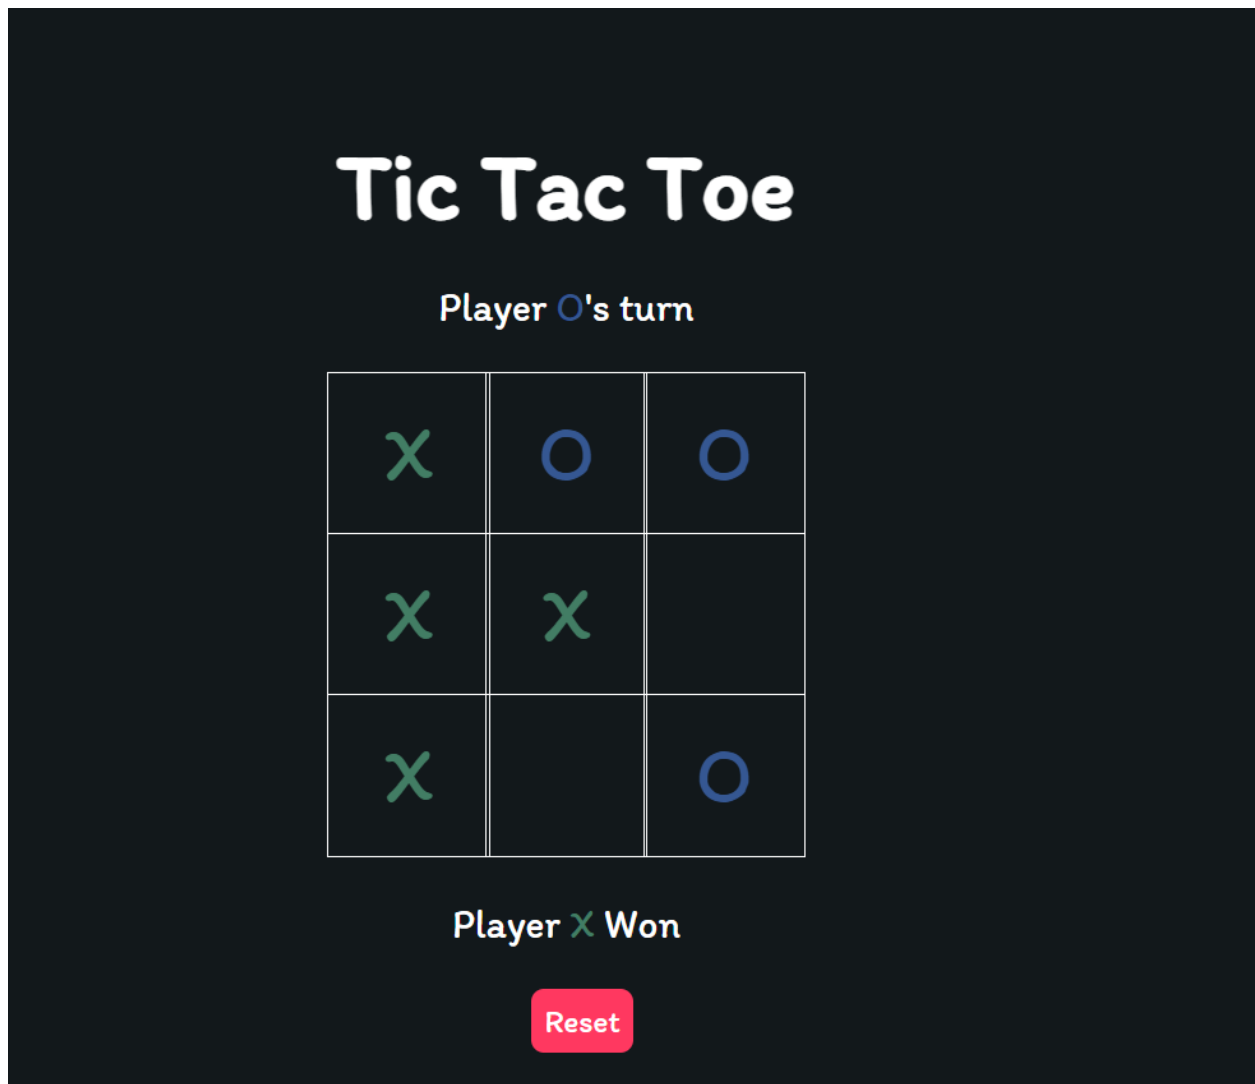 Tic Tac Toe
Player O's turn
X O O
X X
X O
Player X Won
Reset